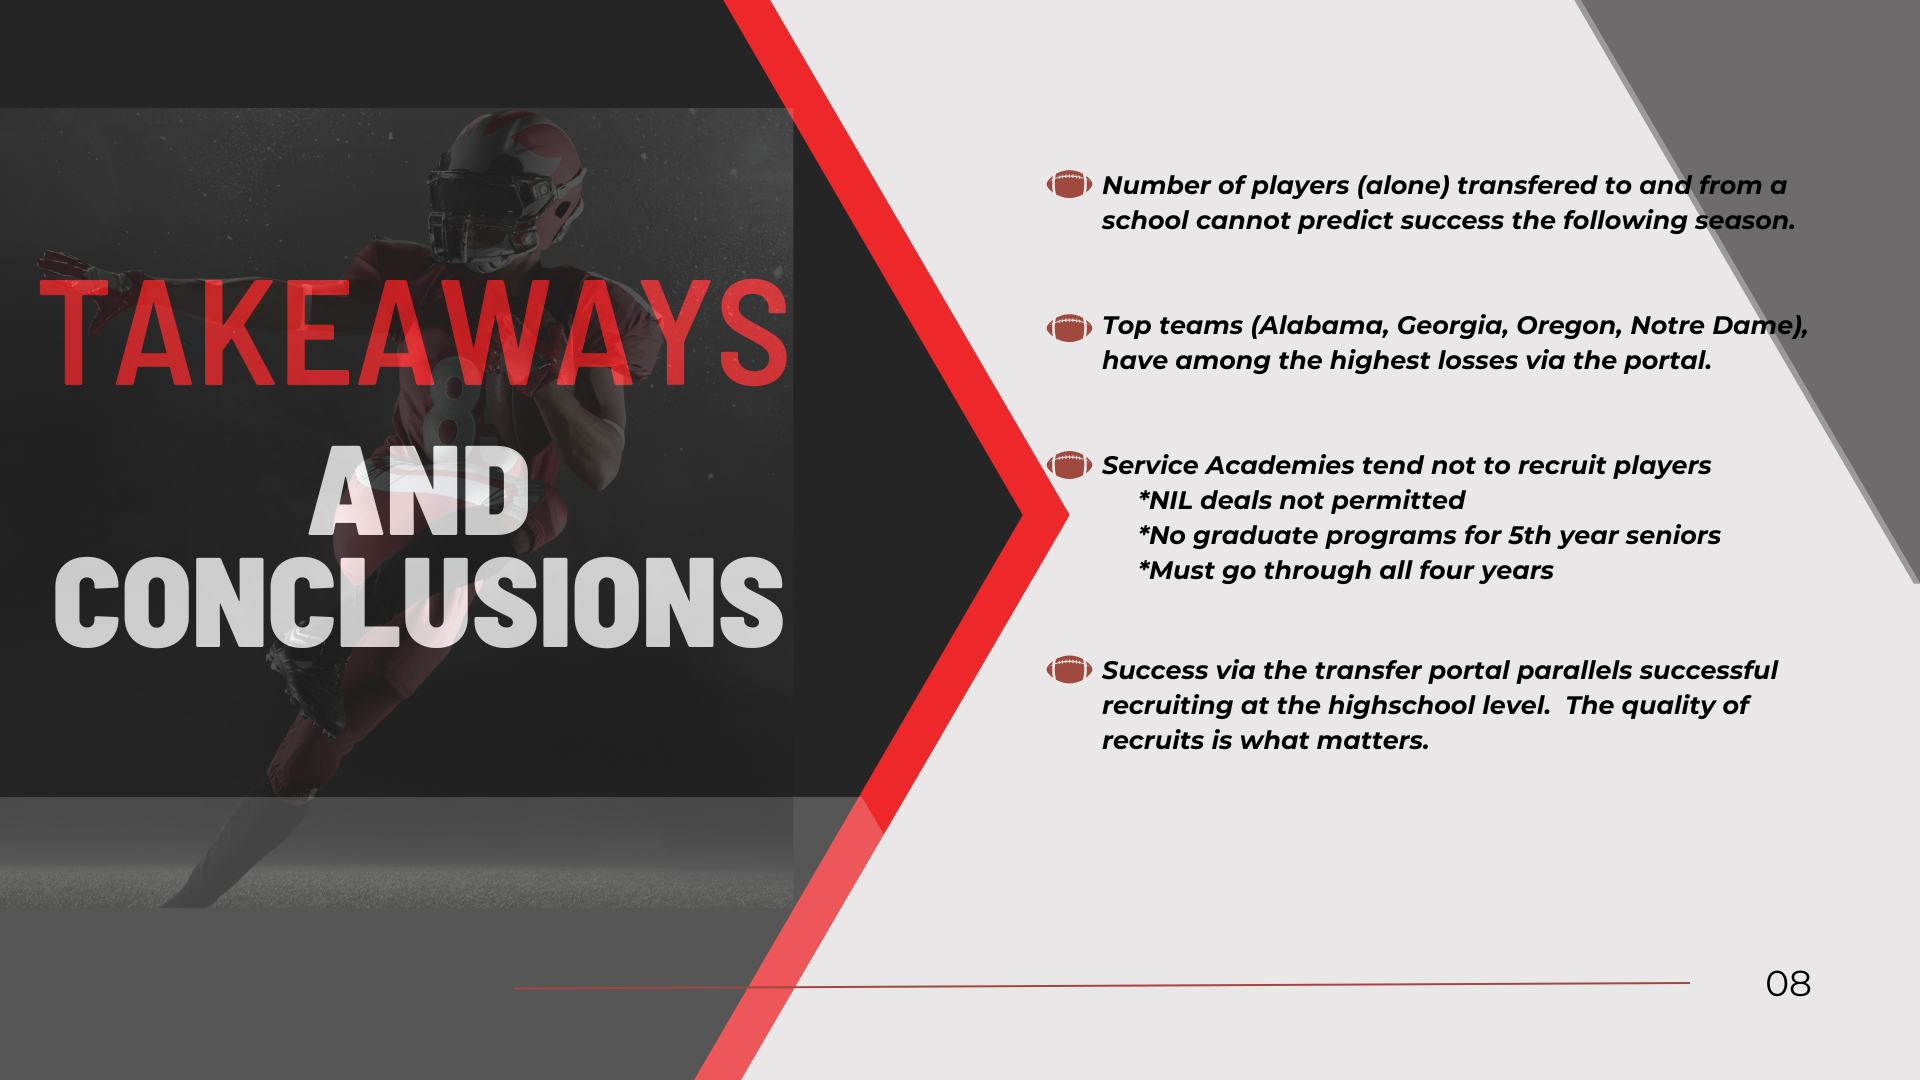 TAKEAWAYS
AND
CONCLUSIONS
Number of players (alone) transfered to and from a
school cannot predict success the following season.
Top teams (Alabama, Georgia, Oregon, Notre Dame),
have among the highest losses via the portal.
Service Academies tend not to recruit players
*NIL deals not permitted
*No graduate programs for 5th year seniors
*Must go through all four years
Success via the transfer portal parallels successful
recruiting at the highschool level.  The quality of
recruits is what matters.
08